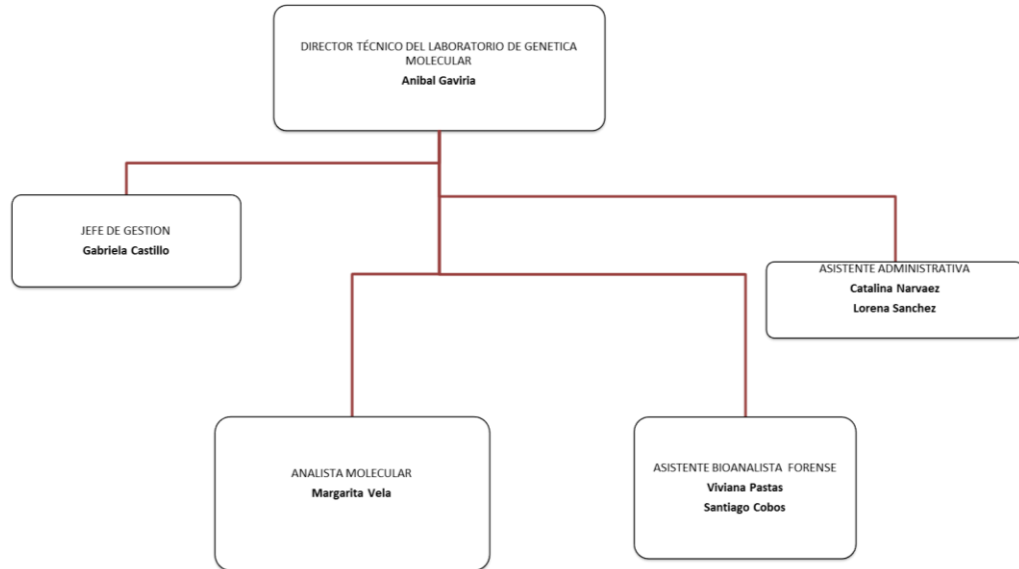 DIRECTOR TÉCNICO DEL LABORATORIO DE GENETICA
MOLECULAR
Anibal Gaviria
JEFE DE GESTION
Gabriela Castillo
ASISTENTE ADMINISTRATIVA
Catalina Narvaez
Lorena Sanchez
ANALISTA MOLECULAR
Margarita Vela
ASISTENTE BIOANALISTA FORENSE
Viviana Pastas
Santiago Cobos